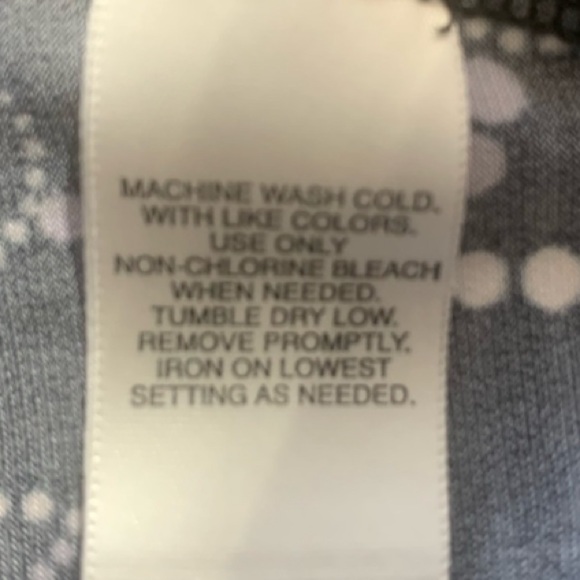 MACHINE WASH COLD.
WITH LIKE COLORS.
USE ONLY
NON-CHLORINE BLEACH
WHEN NEEDED.
TUMBLE DRY LOW.
REMOVE PROMPTLY.
IRON ON LOWEST
SETTING AS NEEDED.